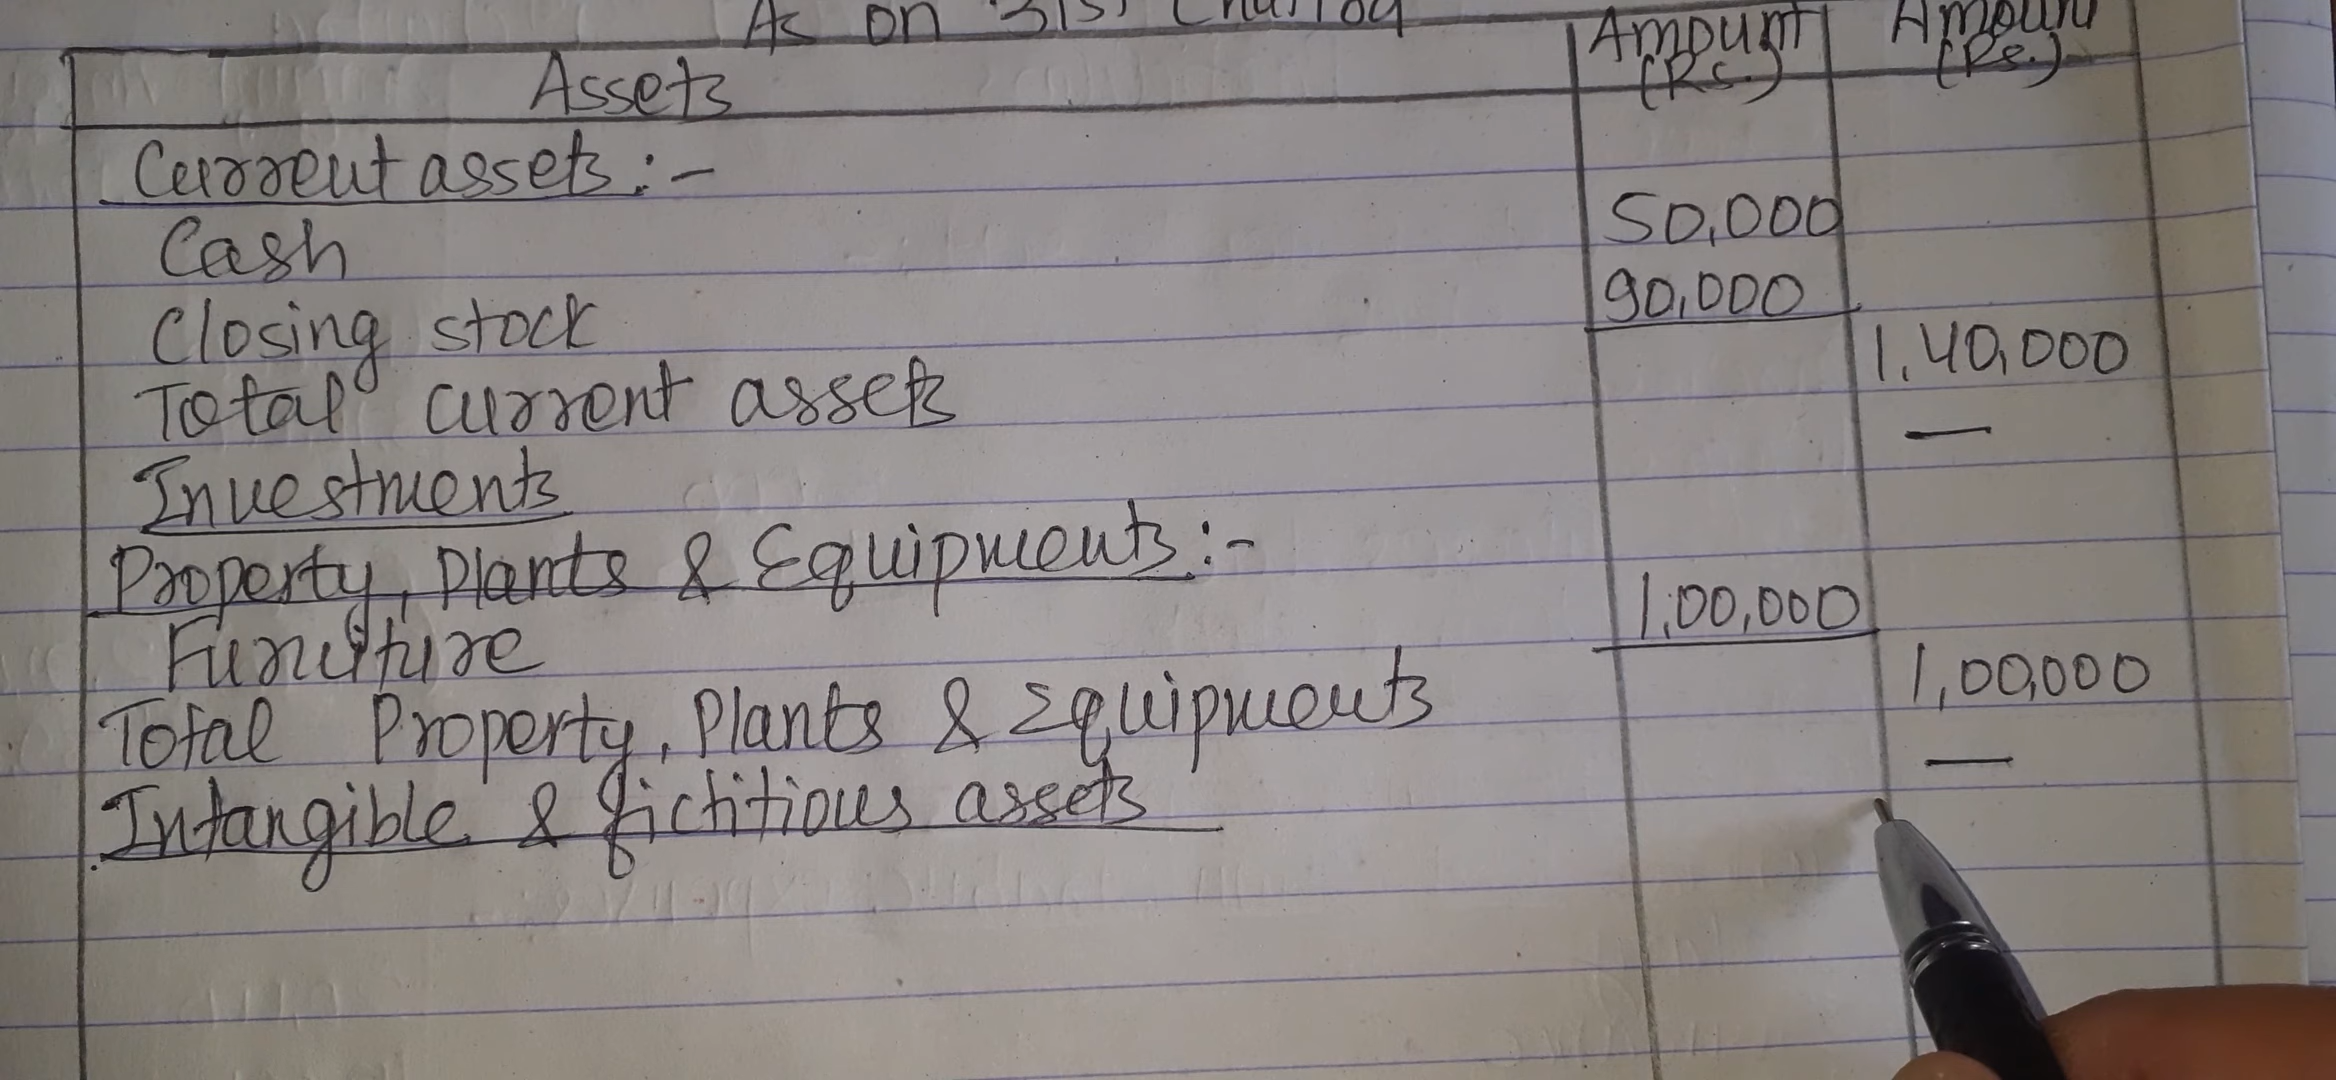 As on 31st Chaitra
Assets Amount (Rs.) Amount (Rs.)
Current assets:-
Cash 50,000
Closing stock 90,000
Total current assets 1,40,000
Investments —
Property, Plants & Equipments:-
Furniture 1,00,000
Total Property, Plants & Equipments 1,00,000
Intangible & fictitious assets —